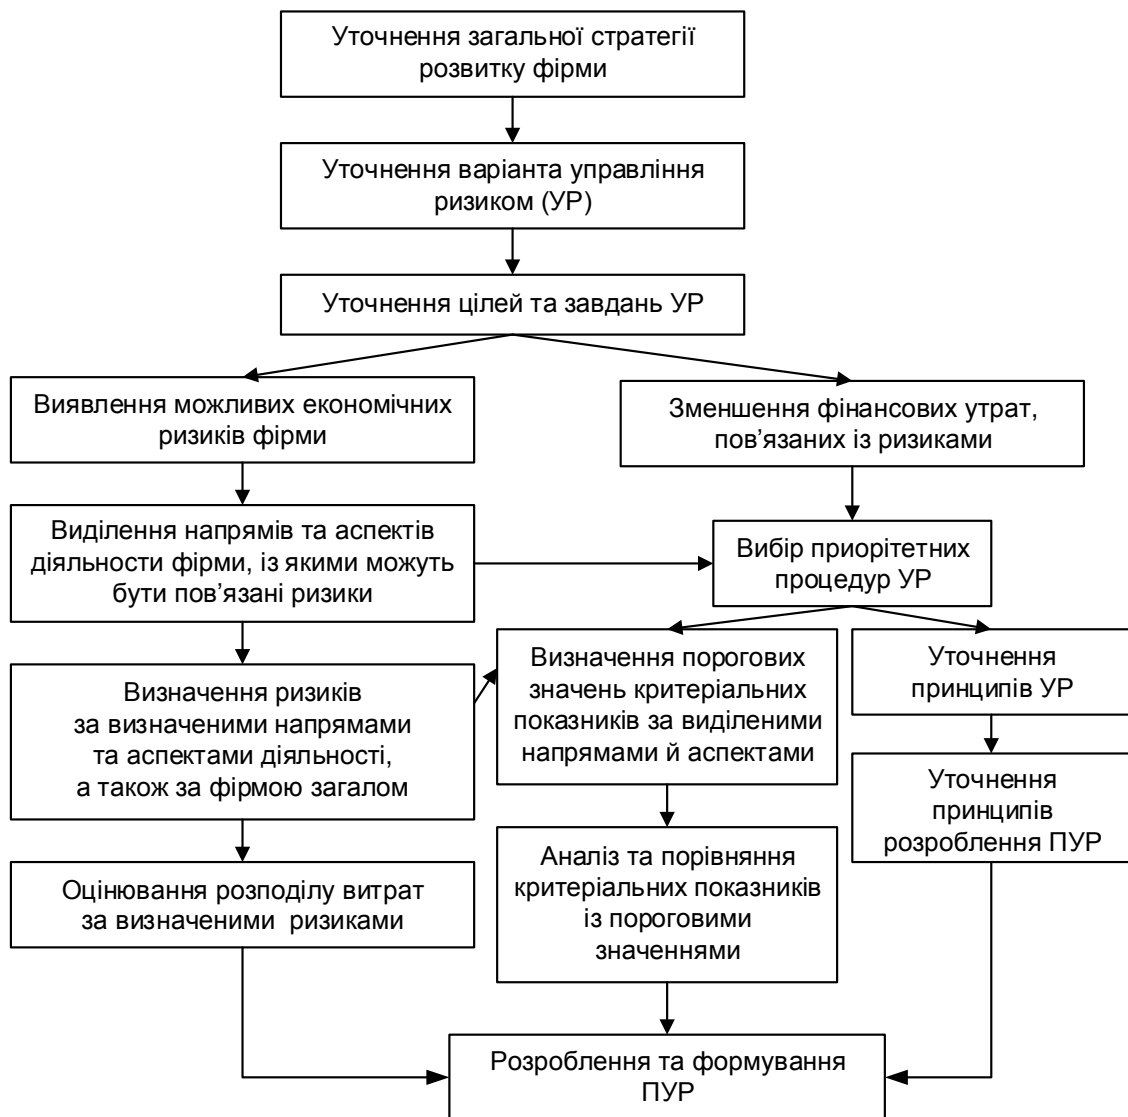 Уточнення загальної стратегії
розвитку фірми
Уточнення варіанта управління
ризиком (УР)
Уточнення цілей та завдань УР
Виявлення можливих економічних
ризиків фірми
Зменшення фінансових утрат,
пов’язаних із ризиками
Виділення напрямів та аспектів
діяльности фірми, із якими можуть
бути пов’язані ризики
Вибір приорітетних
процедур УР
Визначення ризиків
за визначеними напрямами
та аспектами діяльності,
а також за фірмою загалом
Визначення порогових
значень критеріальних
показників за виділеними
напрямами й аспектами
Уточнення
принципів УР
Уточнення
принципів
розроблення ПУР
Оцінювання розподілу витрат
за визначеними ризиками
Аналіз та порівняння
критеріальних показників
із пороговими
значеннями
Розроблення та формування
ПУР